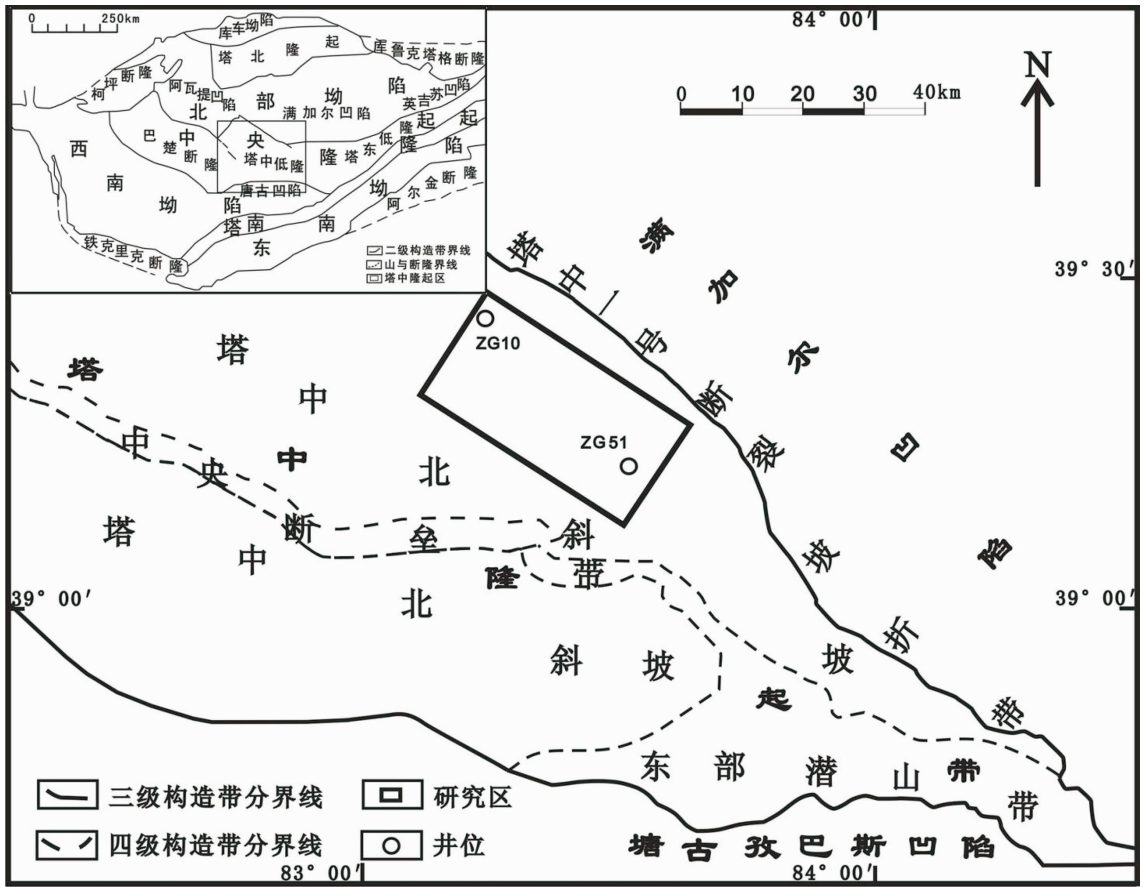 0 250km
库车坳陷
塔北隆起
库鲁克塔格断隆
柯坪断隆
阿瓦提凹陷
北部坳陷
满加尔凹陷
英吉苏凹陷
巴楚断隆
中央隆起
塔中低隆
塔东低隆
西南坳陷
唐古凹陷
塔南隆起
东南坳陷
阿尔金断隆
铁克里克断隆
二级构造带界线
山与断隆界线
塔中隆起区
84° 00′
0 10 20 30 40km
N
39° 30′
39° 00′
塔中1号断裂坡折带
满加尔凹陷
ZG10
ZG51
塔中北斜坡
塔中隆起带
中央断垒带
塔中北斜坡
39° 00′
东部潜山带
塘古孜巴斯凹陷
三级构造带分界线
研究区
四级构造带分界线
井位
83° 00′
84° 00′